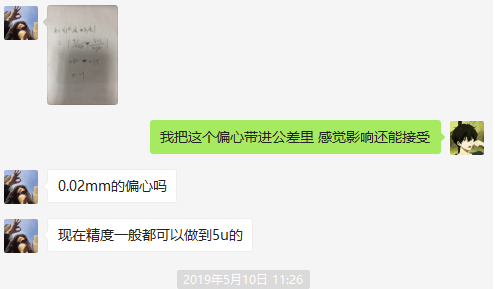 我把这个偏心带进公差里 感觉影响还能接受
0.02mm的偏心吗
现在精度一般都可以做到5u的
2019年5月10日 11:26